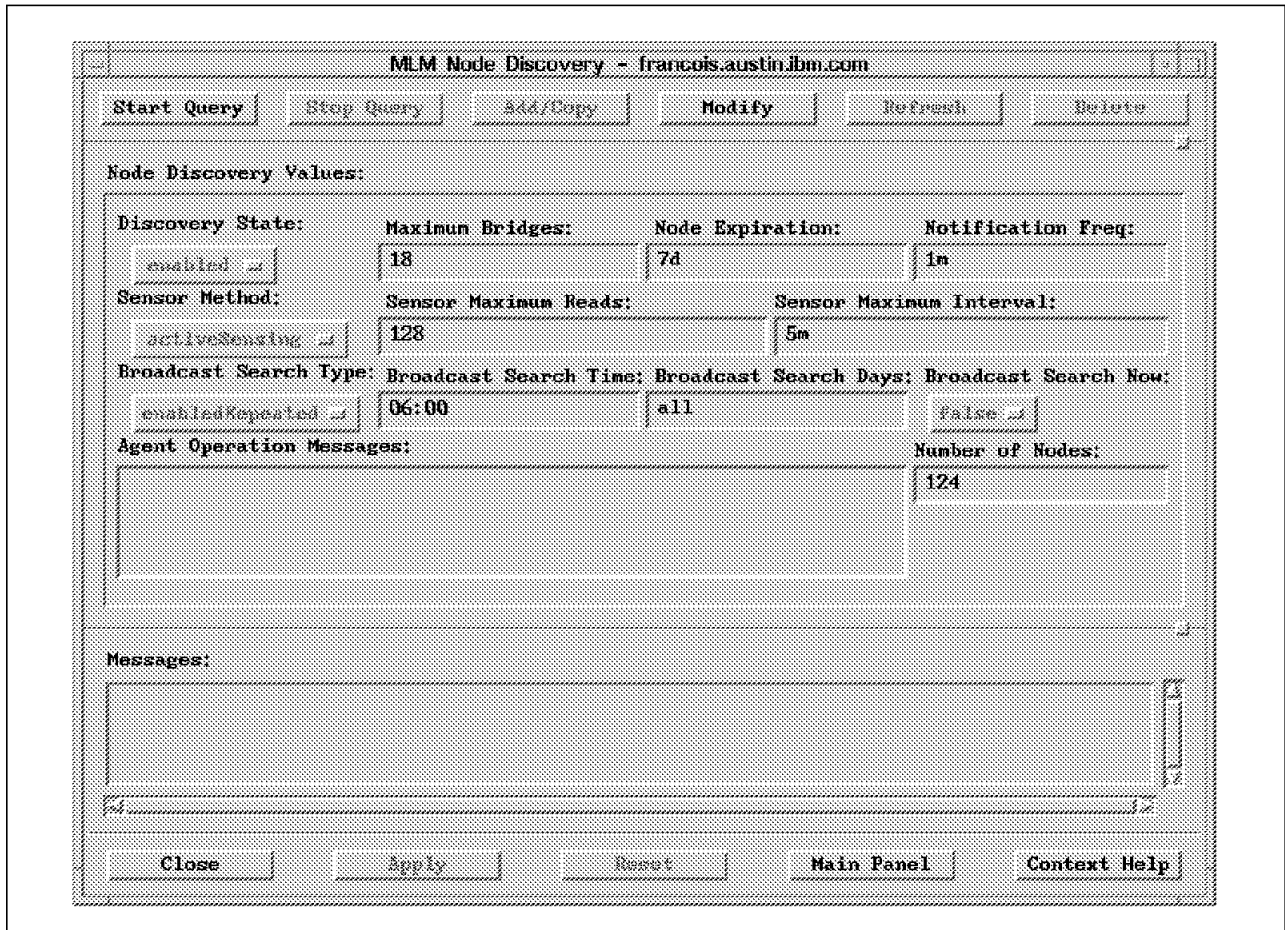 MLM Node Discovery - francois.austin.ibm.com
Start Query Stop Query Add/Copy Modify Refresh Delete
Node Discovery Values:
Discovery State: Maximum Bridges: Node Expiration: Notification Freq:
enabled 18 7d 1m
Sensor Method: Sensor Maximum Reads: Sensor Maximum Interval:
activeSensing 128 5m
Broadcast Search Type: Broadcast Search Time: Broadcast Search Days: Broadcast Search Now:
enabledRepeated 06:00 all false
Agent Operation Messages: Number of Nodes:
124
Messages:
Close Apply Reset Main Panel Context Help